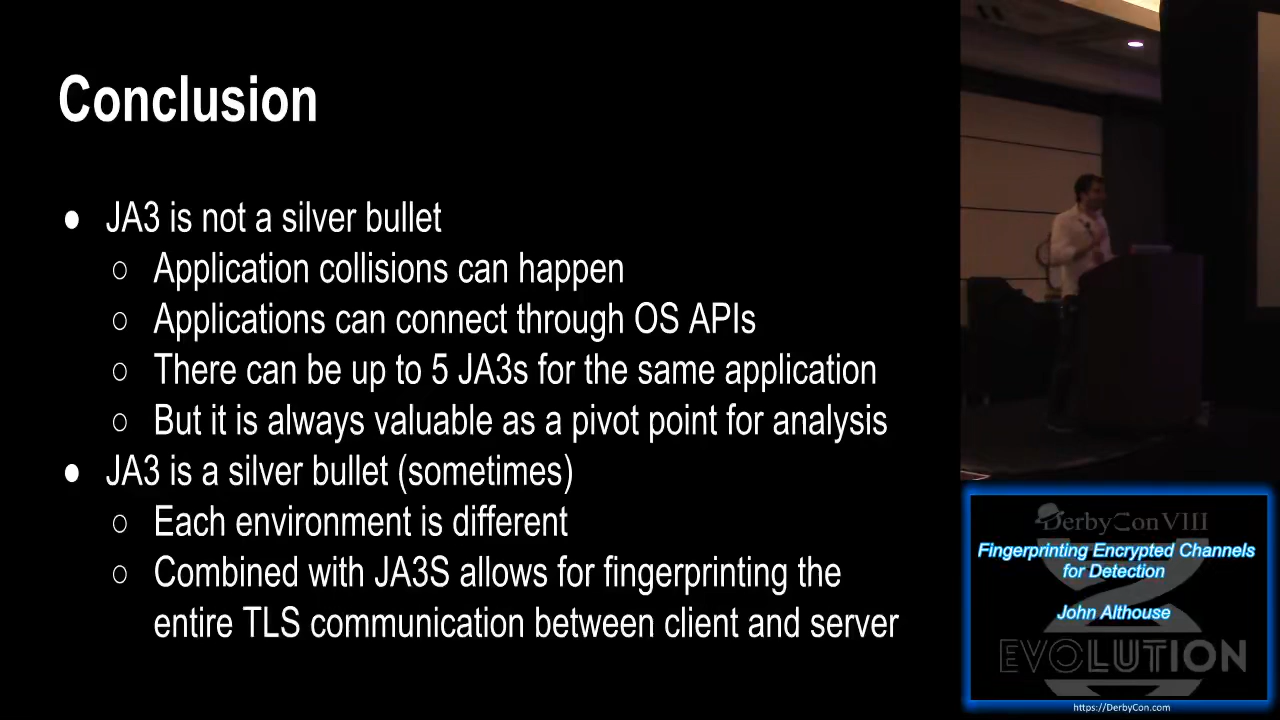 Conclusion
● JA3 is not a silver bullet
○ Application collisions can happen
○ Applications can connect through OS APIs
○ There can be up to 5 JA3s for the same application
○ But it is always valuable as a pivot point for analysis
● JA3 is a silver bullet (sometimes)
○ Each environment is different
○ Combined with JA3S allows for fingerprinting the
entire TLS communication between client and server
DerbyCon VIII
Fingerprinting Encrypted Channels
for Detection
John Althouse
EVOLUTION
https://DerbyCon.com